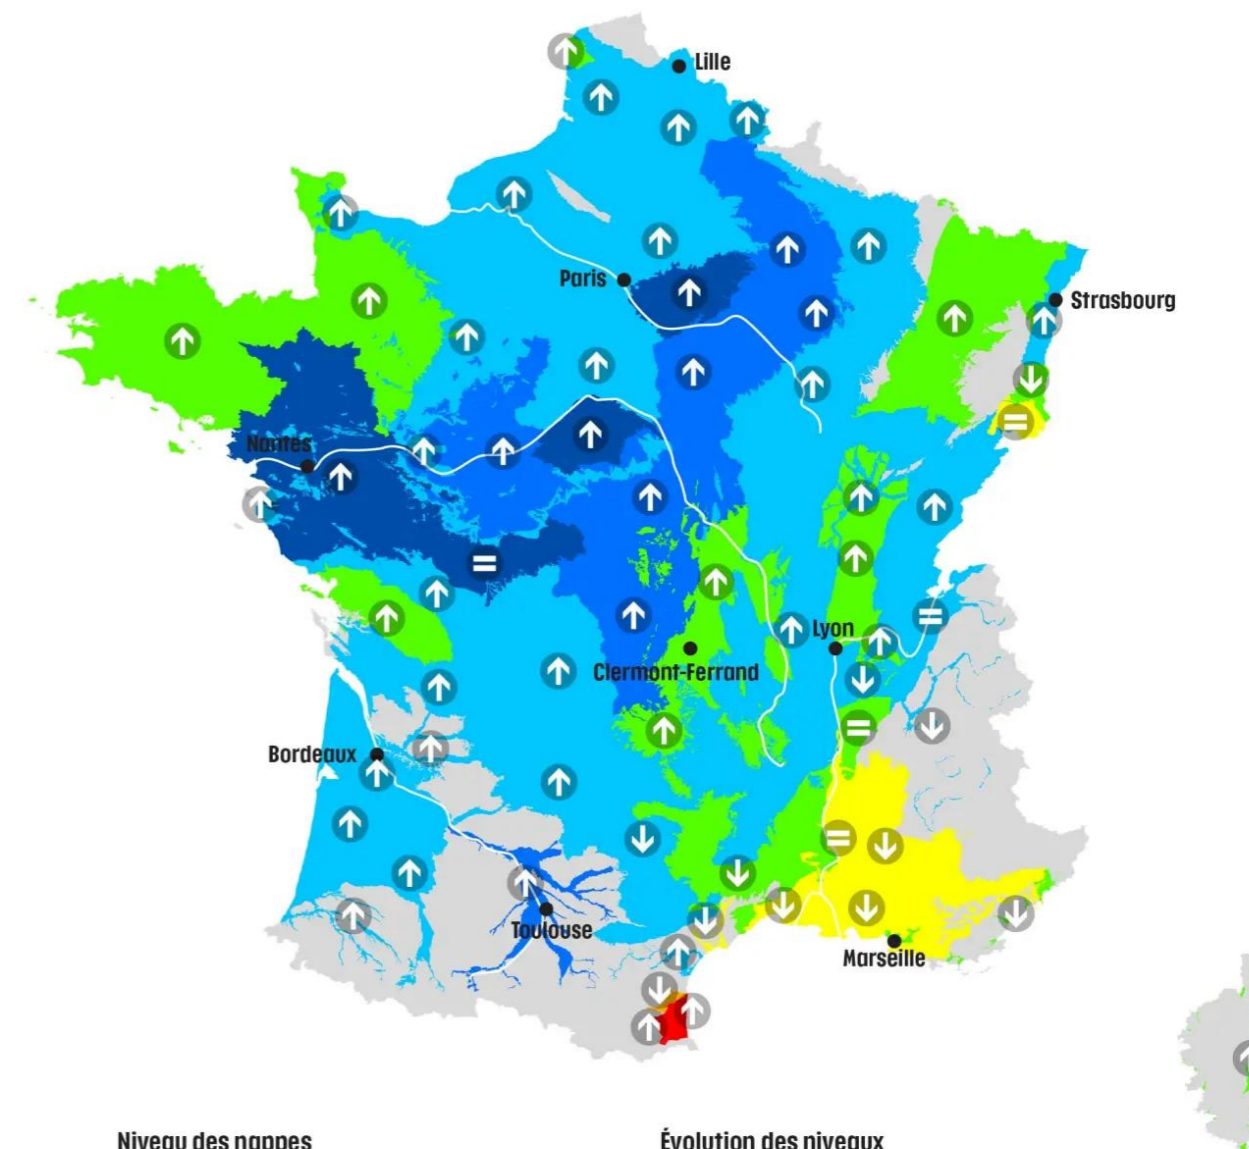 Lille
Paris
Strasbourg
Nantes
Lyon
Clermont-Ferrand
Bordeaux
Toulouse
Marseille
Niveau des nappes
Évolution des niveaux